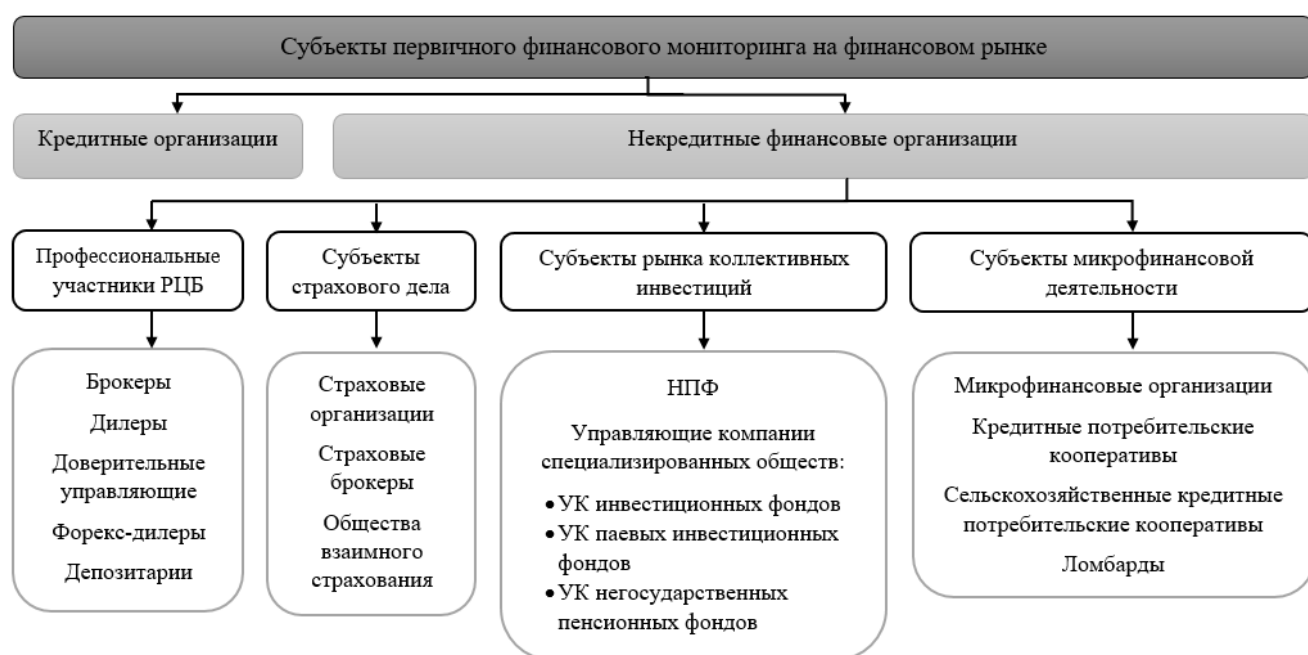 Субъекты первичного финансового мониторинга на финансовом рынке
Кредитные организации
Некредитные финансовые организации
Профессиональные
участники РЦБ
Субъекты
страхового дела
Субъекты рынка коллективных
инвестиций
Субъекты микрофинансовой
деятельности
Брокеры
Дилеры
Доверительные
управляющие
Форекс-дилеры
Депозитарии
Страховые
организации
Страховые
брокеры
Общества
взаимного
страхования
НПФ
Управляющие компании
специализированных обществ:
• УК инвестиционных фондов
• УК паевых инвестиционных
фондов
• УК негосударственных
пенсионных фондов
Микрофинансовые организации
Кредитные потребительские
кооперативы
Сельскохозяйственные кредитные
потребительские кооперативы
Ломбарды